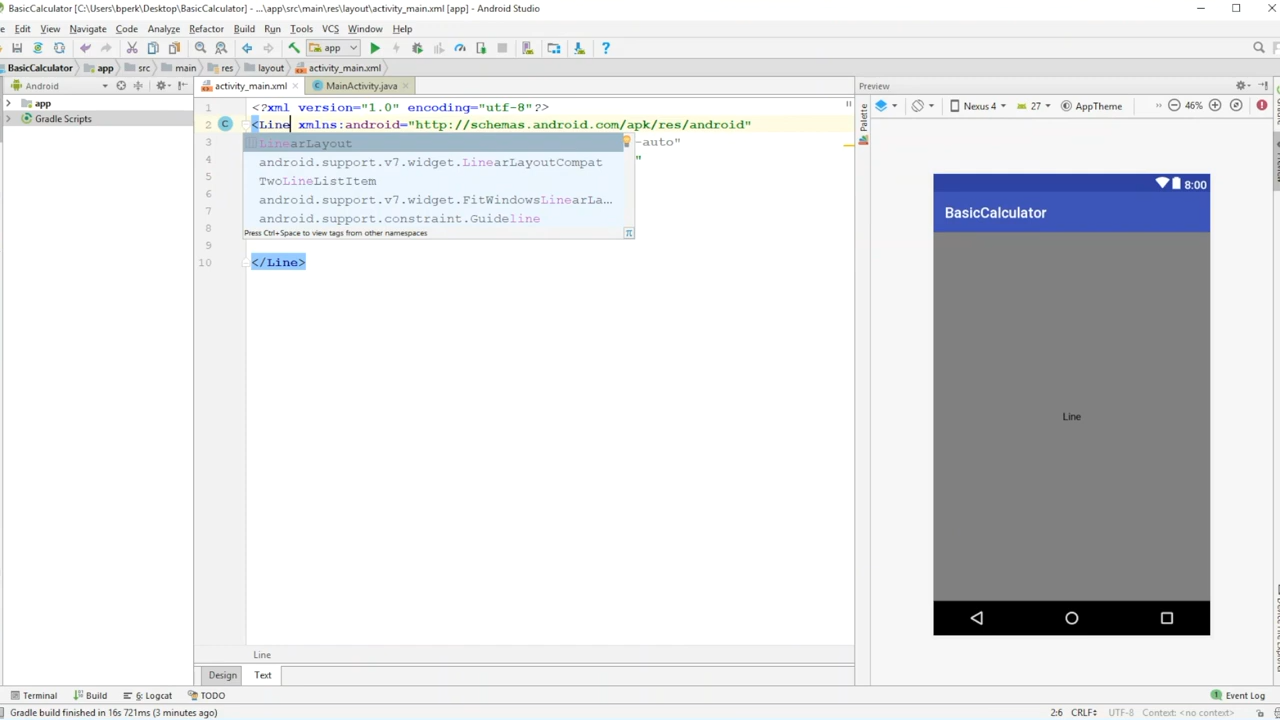 BasicCalculator [C:\Users\bperk\Desktop\BasicCalculator] - ...\app\src\main\res\layout\activity_main.xml [app] - Android Studio
Edit View Navigate Code Analyze Refactor Build Run Tools VCS Window Help
app
BasicCalculator app src main res layout activity_main.xml
Android
activity_main.xml MainActivity.java
Preview
app
Gradle Scripts
1 <?xml version="1.0" encoding="utf-8"?>
2 <Line xmlns:android="http://schemas.android.com/apk/res/android"
3 -auto"
4 "
5
6
7
8
9
10 </Line>
LinearLayout
android.support.v7.widget.LinearLayoutCompat
TwoLineListItem
android.support.v7.widget.FitWindowsLinearLa...
android.support.constraint.Guideline
Press Ctrl+Space to view tags from other namespaces
π
Palette
Nexus 4 27 AppTheme » 46%
8:00
BasicCalculator
Line
Line
Design Text
Terminal Build 6: Logcat TODO Event Log
Gradle build finished in 16s 721ms (3 minutes ago) 2:6 CRLF UTF-8 Context: <no context>